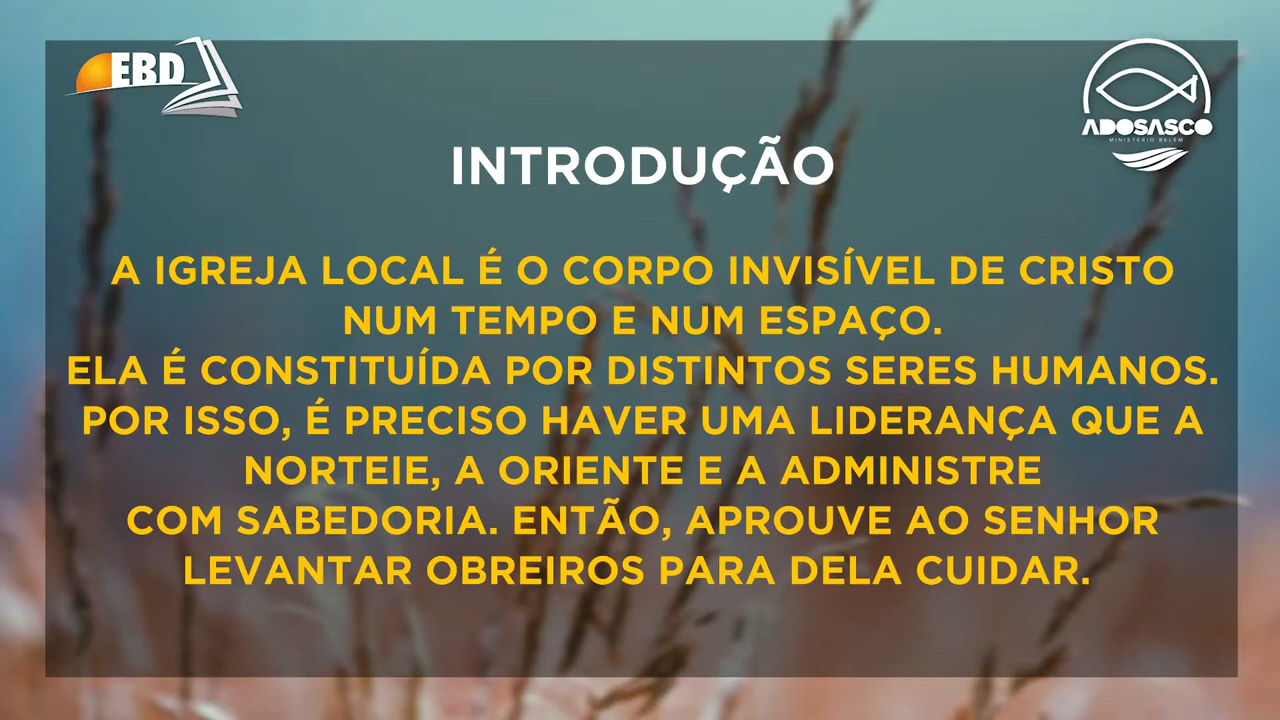 EBD
ADOSASCO
MINISTÉRIO BELÉM
INTRODUÇÃO
A IGREJA LOCAL É O CORPO INVISÍVEL DE CRISTO
NUM TEMPO E NUM ESPAÇO.
ELA É CONSTITUÍDA POR DISTINTOS SERES HUMANOS.
POR ISSO, É PRECISO HAVER UMA LIDERANÇA QUE A
NORTEIE, A ORIENTE E A ADMINISTRE
COM SABEDORIA. ENTÃO, APROUVE AO SENHOR
LEVANTAR OBREIROS PARA DELA CUIDAR.